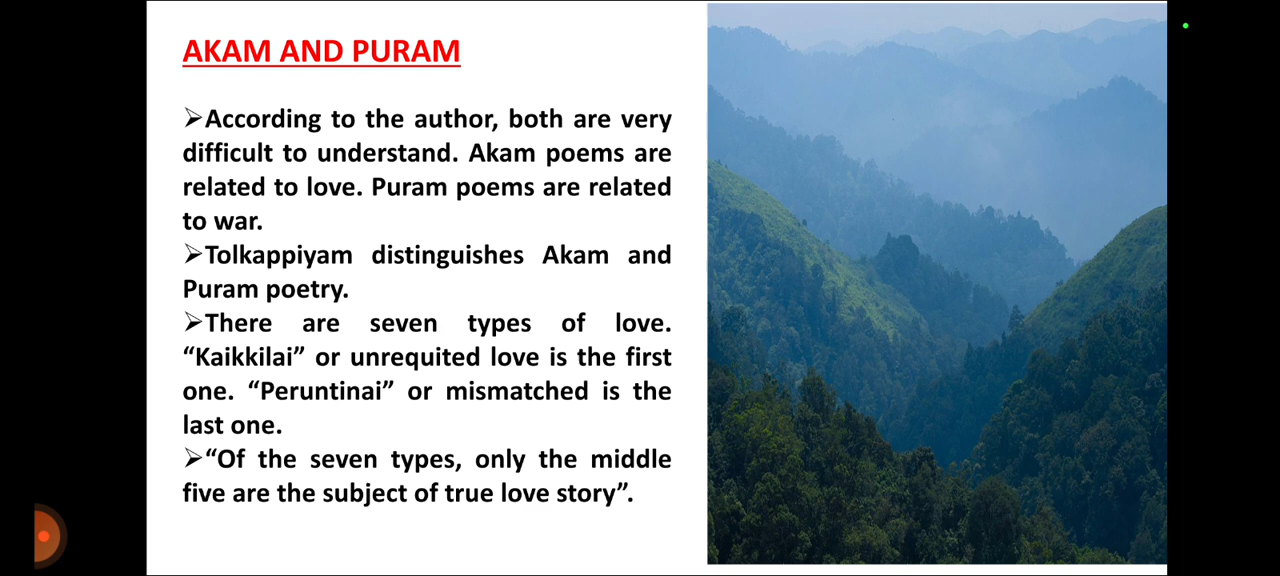 AKAM AND PURAM
➢According to the author, both are very
difficult to understand. Akam poems are
related to love. Puram poems are related
to war.
➢Tolkappiyam distinguishes Akam and
Puram poetry.
➢There are seven types of love.
“Kaikkilai” or unrequited love is the first
one. “Peruntinai” or mismatched is the
last one.
➢“Of the seven types, only the middle
five are the subject of true love story”.